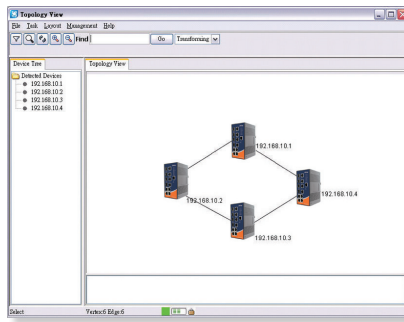 Topology View
File Task Layout Management Help
Find Go Transforming
Device Tree
Topology View
Detected Devices
192.168.10.1
192.168.10.2
192.168.10.3
192.168.10.4
192.168.10.1
192.168.10.2
192.168.10.4
192.168.10.3
Select
Vertex:6 Edge:6